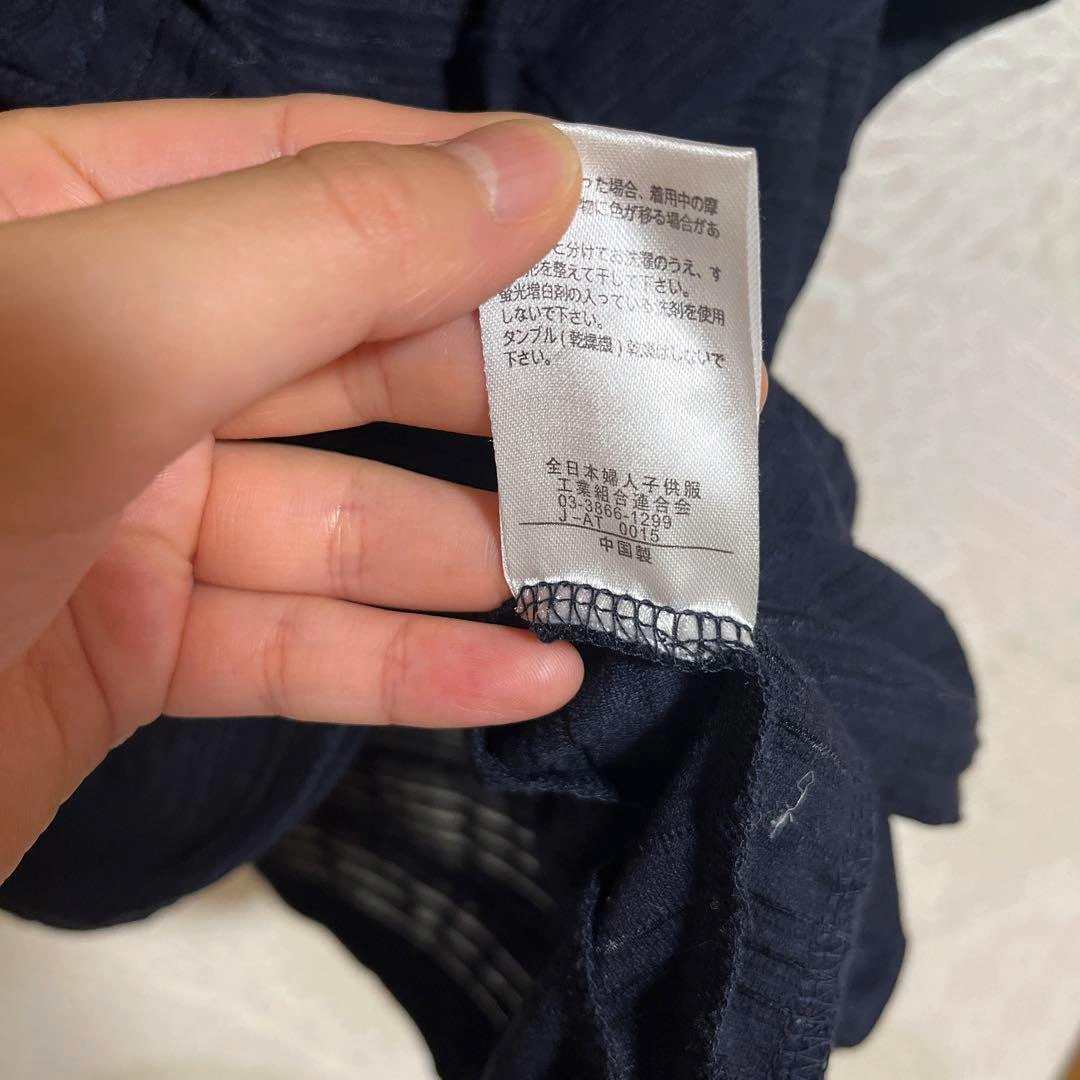 った場合、着用中の摩
物に色が移る場合があ
と分けてお洗濯のうえ、す
形を整えて干して下さい。
蛍光増白剤の入っている洗剤を使用
しないで下さい。
タンブル(乾燥機)乾燥はしないで
下さい。
全日本婦人子供服
工業組合連合会
03-3866-1299
J-AT 0015
中国製